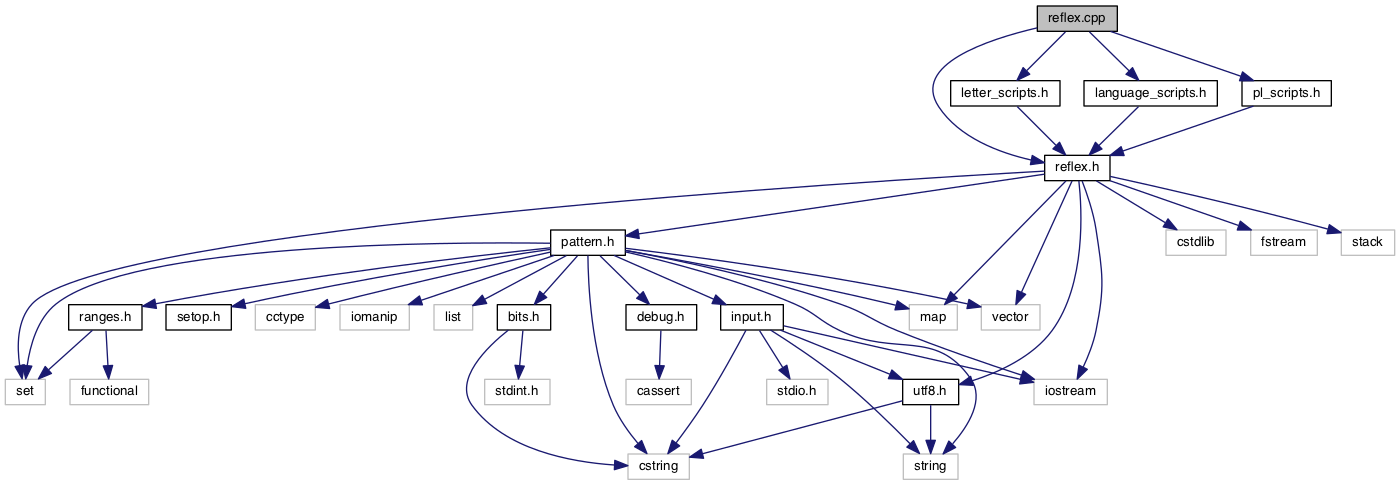 reflex.cpp
letter_scripts.h
language_scripts.h
pl_scripts.h
reflex.h
pattern.h
cstdlib
fstream
stack
ranges.h
setop.h
cctype
iomanip
list
bits.h
debug.h
input.h
map
vector
set
functional
stdint.h
cassert
stdio.h
utf8.h
iostream
cstring
string